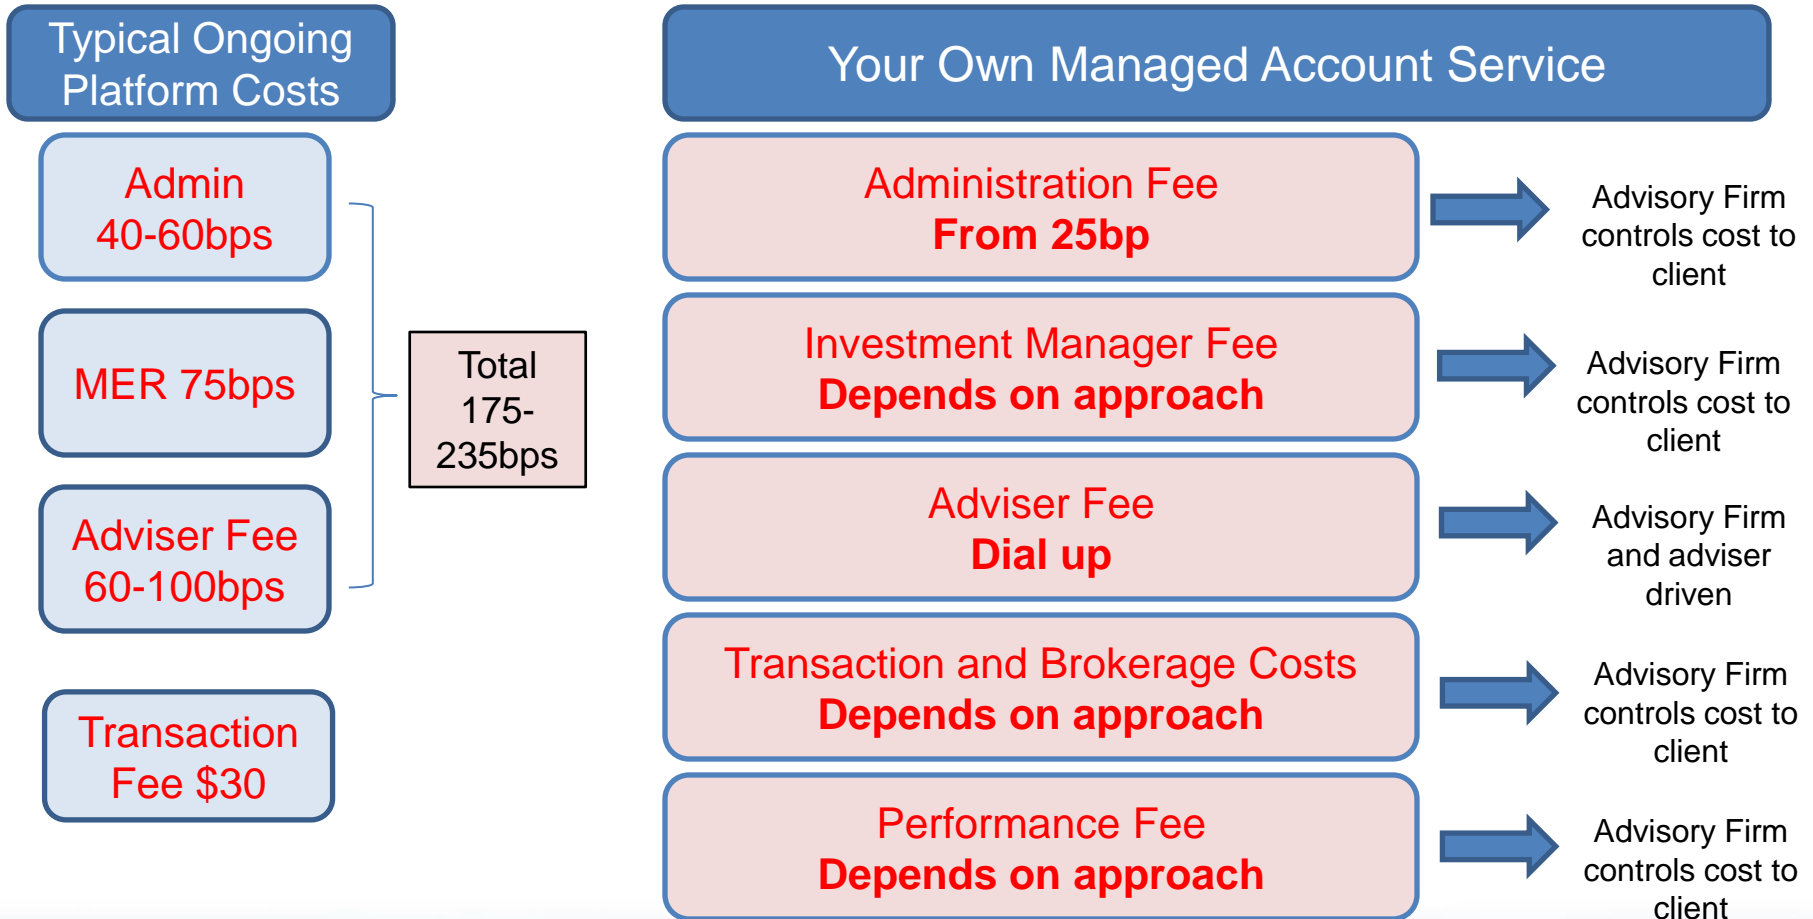 Typical Ongoing
Platform Costs
Admin
40-60bps
MER 75bps
Adviser Fee
60-100bps
Transaction
Fee $30
Total
175-
235bps
Your Own Managed Account Service
Administration Fee
From 25bp
Advisory Firm
controls cost to
client
Investment Manager Fee
Depends on approach
Advisory Firm
controls cost to
client
Adviser Fee
Dial up
Advisory Firm
and adviser
driven
Transaction and Brokerage Costs
Depends on approach
Advisory Firm
controls cost to
client
Performance Fee
Depends on approach
Advisory Firm
controls cost to
client